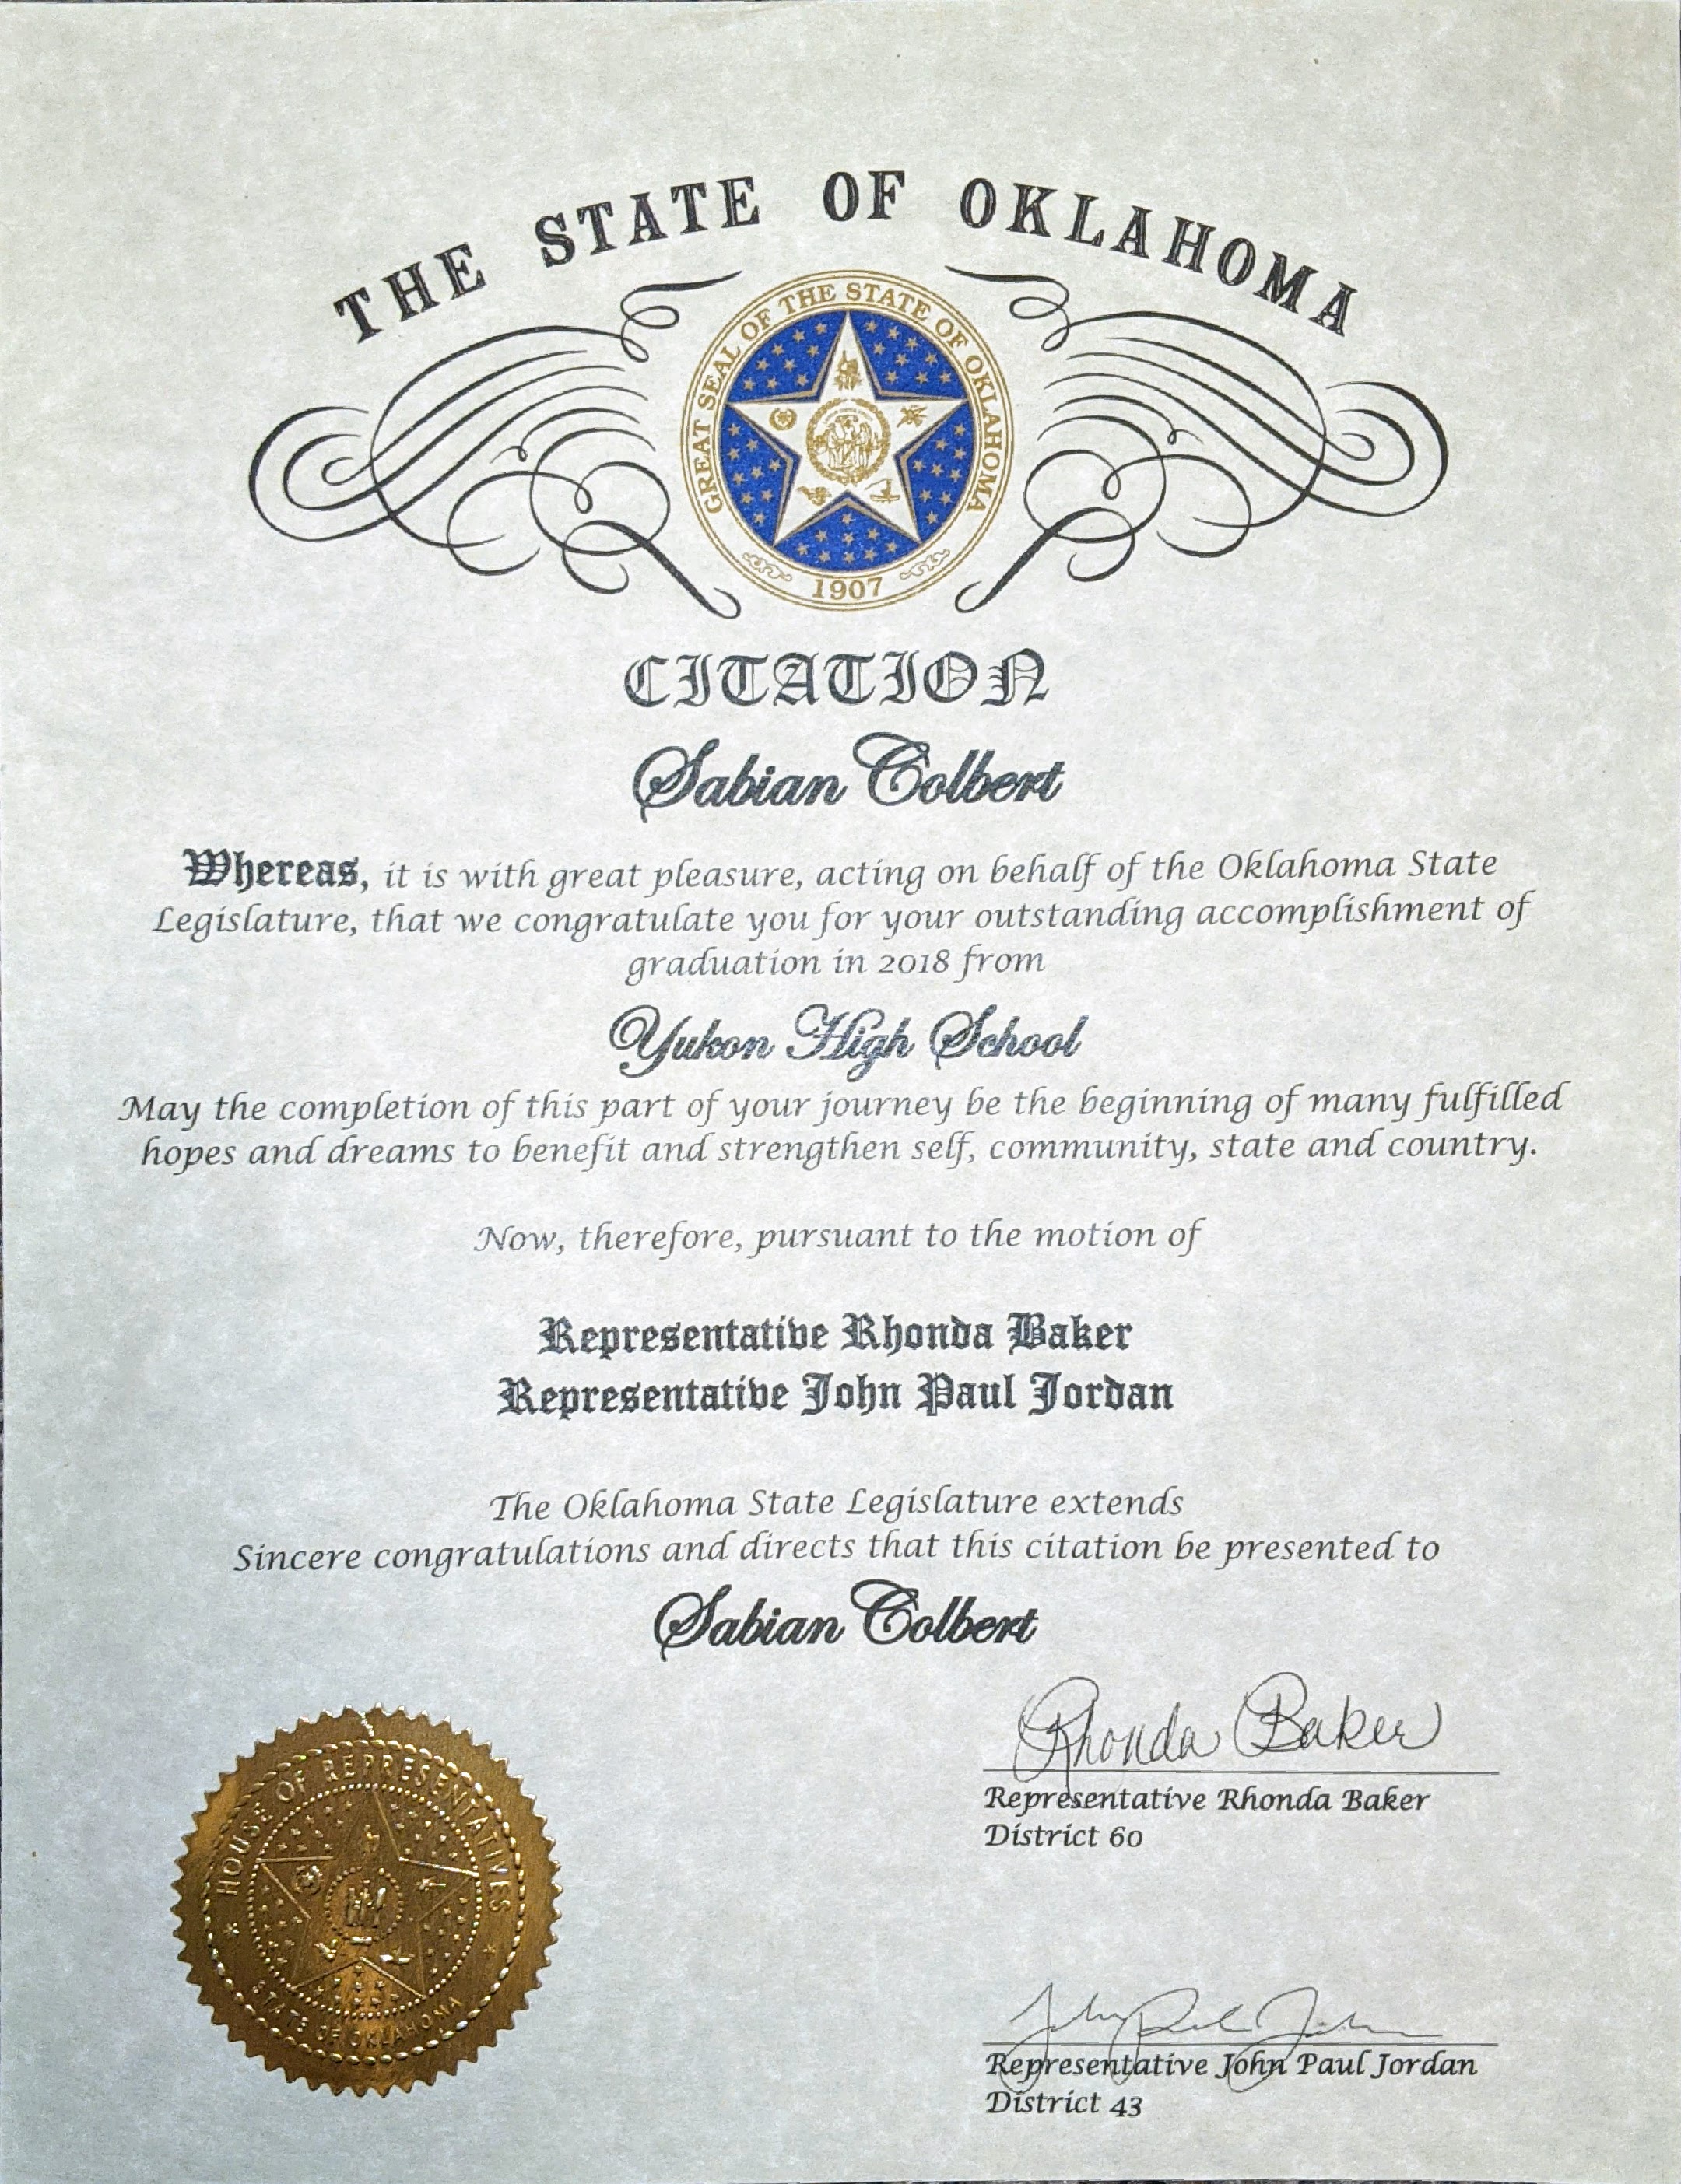 THE STATE OF OKLAHOMA
GREAT SEAL OF THE STATE OF OKLAHOMA
1907
CITATION
Sabian Colbert
Whereas, it is with great pleasure, acting on behalf of the Oklahoma State
Legislature, that we congratulate you for your outstanding accomplishment of
graduation in 2018 from
Yukon High School
May the completion of this part of your journey be the beginning of many fulfilled
hopes and dreams to benefit and strengthen self, community, state and country.
Now, therefore, pursuant to the motion of
Representative Rhonda Baker
Representative John Paul Jordan
The Oklahoma State Legislature extends
Sincere congratulations and directs that this citation be presented to
Sabian Colbert
Rhonda Baker
Representative Rhonda Baker
District 60
HOUSE OF REPRESENTATIVES
STATE OF OKLAHOMA
John Paul Jordan
Representative John Paul Jordan
District 43